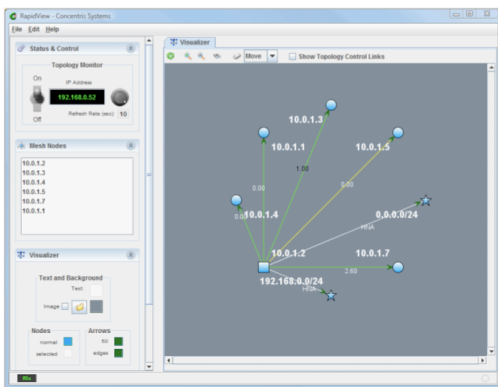 RapidView - Concentris Systems
File Edit Help
Status & Control
Topology Monitor
On
IP Address
192.168.0.52
Off
Refresh Rate (sec) 10
Mesh Nodes
10.0.1.2
10.0.1.3
10.0.1.4
10.0.1.5
10.0.1.7
10.0.1.1
Visualizer
Text and Background
Text
Image
Nodes
normal
selected
Arrows
fill
edges
Visualizer
Move
Show Topology Control Links
10.0.1.3
10.0.1.1
10.0.1.5
1.00
0.00
0.00
0.00
10.0.1.4
0.0.0.0/24
HNA
10.0.1.2
10.0.1.7
2.60
192.168.0.0/24
HNA